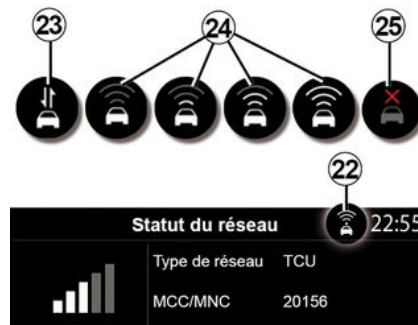 23
24
25
22
Statut du réseau 22:55
Type de réseau TCU
MCC/MNC 20156